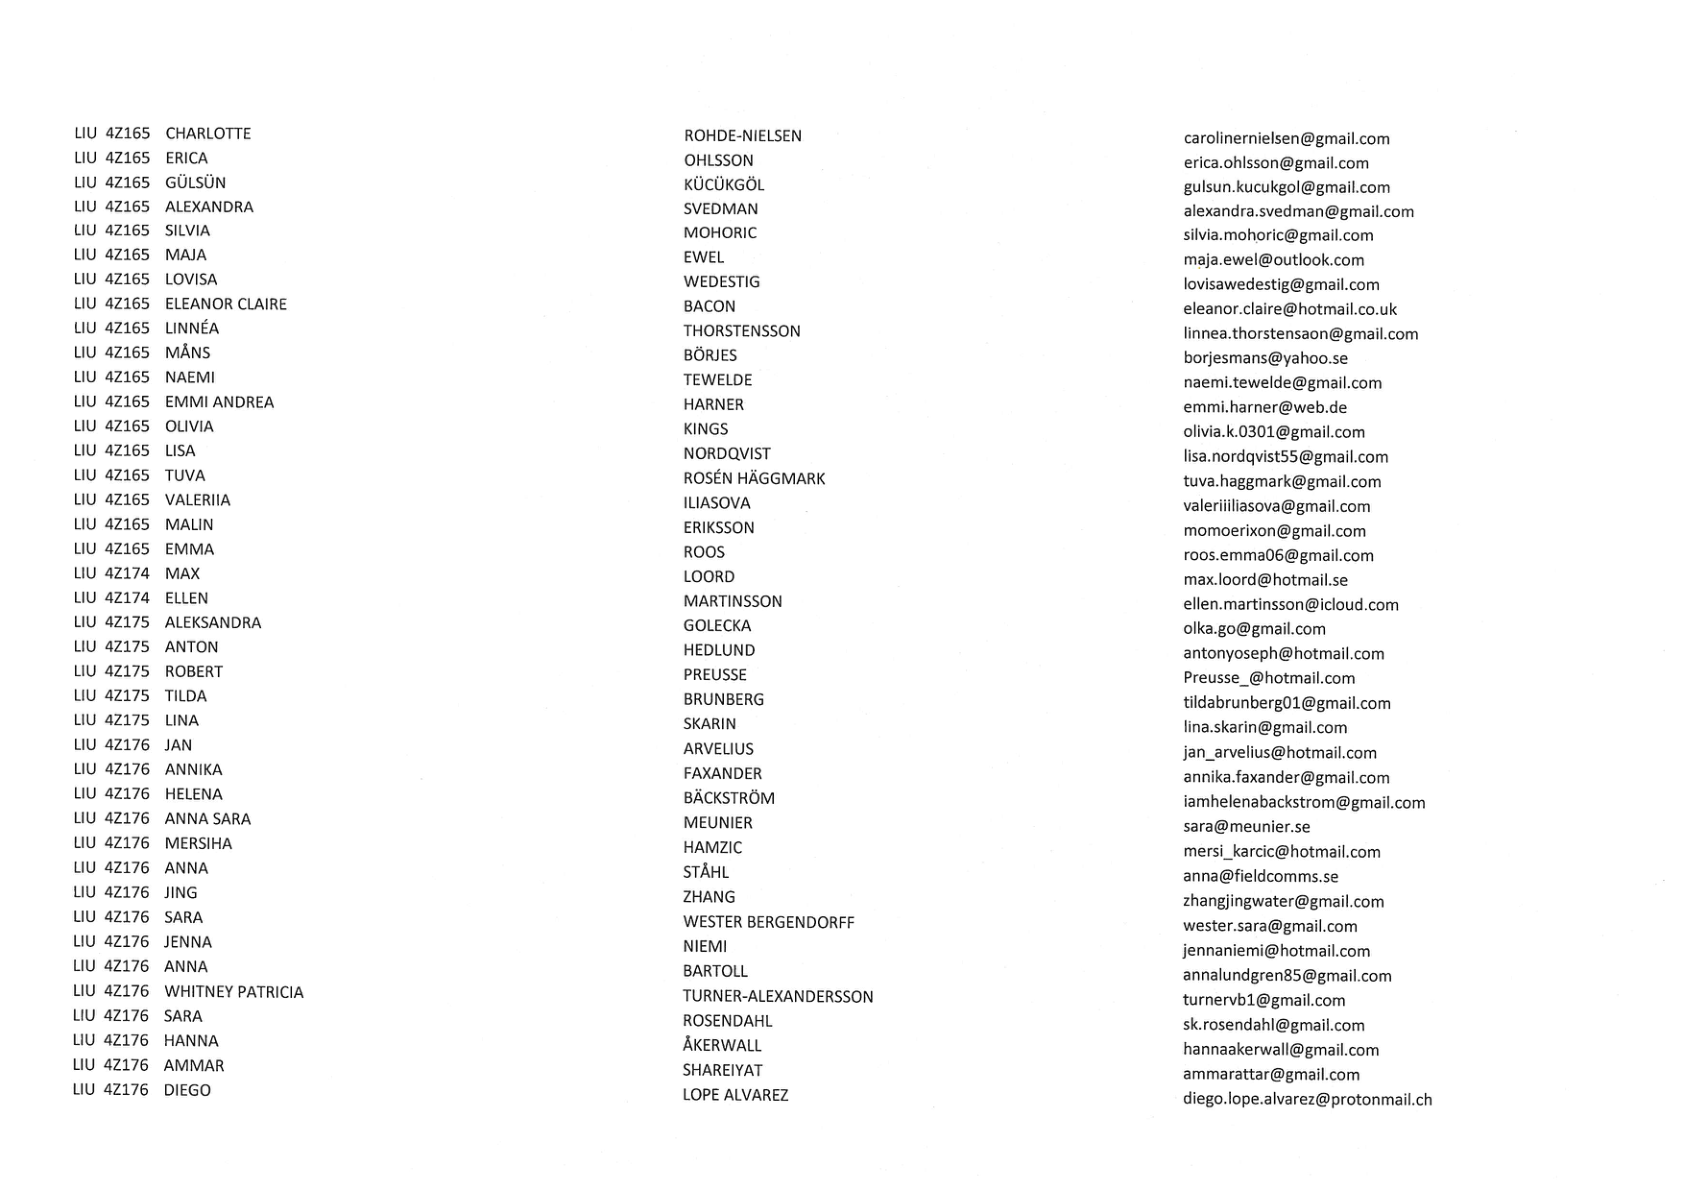 LIU 4Z165 CHARLOTTE ROHDE-NIELSEN carolinernielsen@gmail.com
LIU 4Z165 ERICA OHLSSON erica.ohlsson@gmail.com
LIU 4Z165 GÜLSÜN KÜCÜKGÖL gulsun.kucukgol@gmail.com
LIU 4Z165 ALEXANDRA SVEDMAN alexandra.svedman@gmail.com
LIU 4Z165 SILVIA MOHORIC silvia.mohoric@gmail.com
LIU 4Z165 MAJA EWEL maja.ewel@outlook.com
LIU 4Z165 LOVISA WEDESTIG lovisawedestig@gmail.com
LIU 4Z165 ELEANOR CLAIRE BACON eleanor.claire@hotmail.co.uk
LIU 4Z165 LINNÉA THORSTENSSON linnea.thorstensaon@gmail.com
LIU 4Z165 MÅNS BÖRJES borjesmans@yahoo.se
LIU 4Z165 NAEMI TEWELDE naemi.tewelde@gmail.com
LIU 4Z165 EMMI ANDREA HARNER emmi.harner@web.de
LIU 4Z165 OLIVIA KINGS olivia.k.0301@gmail.com
LIU 4Z165 LISA NORDQVIST lisa.nordqvist55@gmail.com
LIU 4Z165 TUVA ROSÉN HÄGGMARK tuva.haggmark@gmail.com
LIU 4Z165 VALERIIA ILIASOVA valeriiiliasova@gmail.com
LIU 4Z165 MALIN ERIKSSON momoerixon@gmail.com
LIU 4Z165 EMMA ROOS roos.emma06@gmail.com
LIU 4Z174 MAX LOORD max.loord@hotmail.se
LIU 4Z174 ELLEN MARTINSSON ellen.martinsson@icloud.com
LIU 4Z175 ALEKSANDRA GOLECKA olka.go@gmail.com
LIU 4Z175 ANTON HEDLUND antonyoseph@hotmail.com
LIU 4Z175 ROBERT PREUSSE Preusse_@hotmail.com
LIU 4Z175 TILDA BRUNBERG tildabrunberg01@gmail.com
LIU 4Z175 LINA SKARIN lina.skarin@gmail.com
LIU 4Z176 JAN ARVELIUS jan_arvelius@hotmail.com
LIU 4Z176 ANNIKA FAXANDER annika.faxander@gmail.com
LIU 4Z176 HELENA BÄCKSTRÖM iamhelenabackstrom@gmail.com
LIU 4Z176 ANNA SARA MEUNIER sara@meunier.se
LIU 4Z176 MERSIHA HAMZIC mersi_karcic@hotmail.com
LIU 4Z176 ANNA STÅHL anna@fieldcomms.se
LIU 4Z176 JING ZHANG zhangjingwater@gmail.com
LIU 4Z176 SARA WESTER BERGENDORFF wester.sara@gmail.com
LIU 4Z176 JENNA NIEMI jennaniemi@hotmail.com
LIU 4Z176 ANNA BARTOLL annalundgren85@gmail.com
LIU 4Z176 WHITNEY PATRICIA TURNER-ALEXANDERSSON turnervb1@gmail.com
LIU 4Z176 SARA ROSENDAHL sk.rosendahl@gmail.com
LIU 4Z176 HANNA ÅKERWALL hannaakerwall@gmail.com
LIU 4Z176 AMMAR SHAREIYAT ammarattar@gmail.com
LIU 4Z176 DIEGO LOPE ALVAREZ diego.lope.alvarez@protonmail.ch